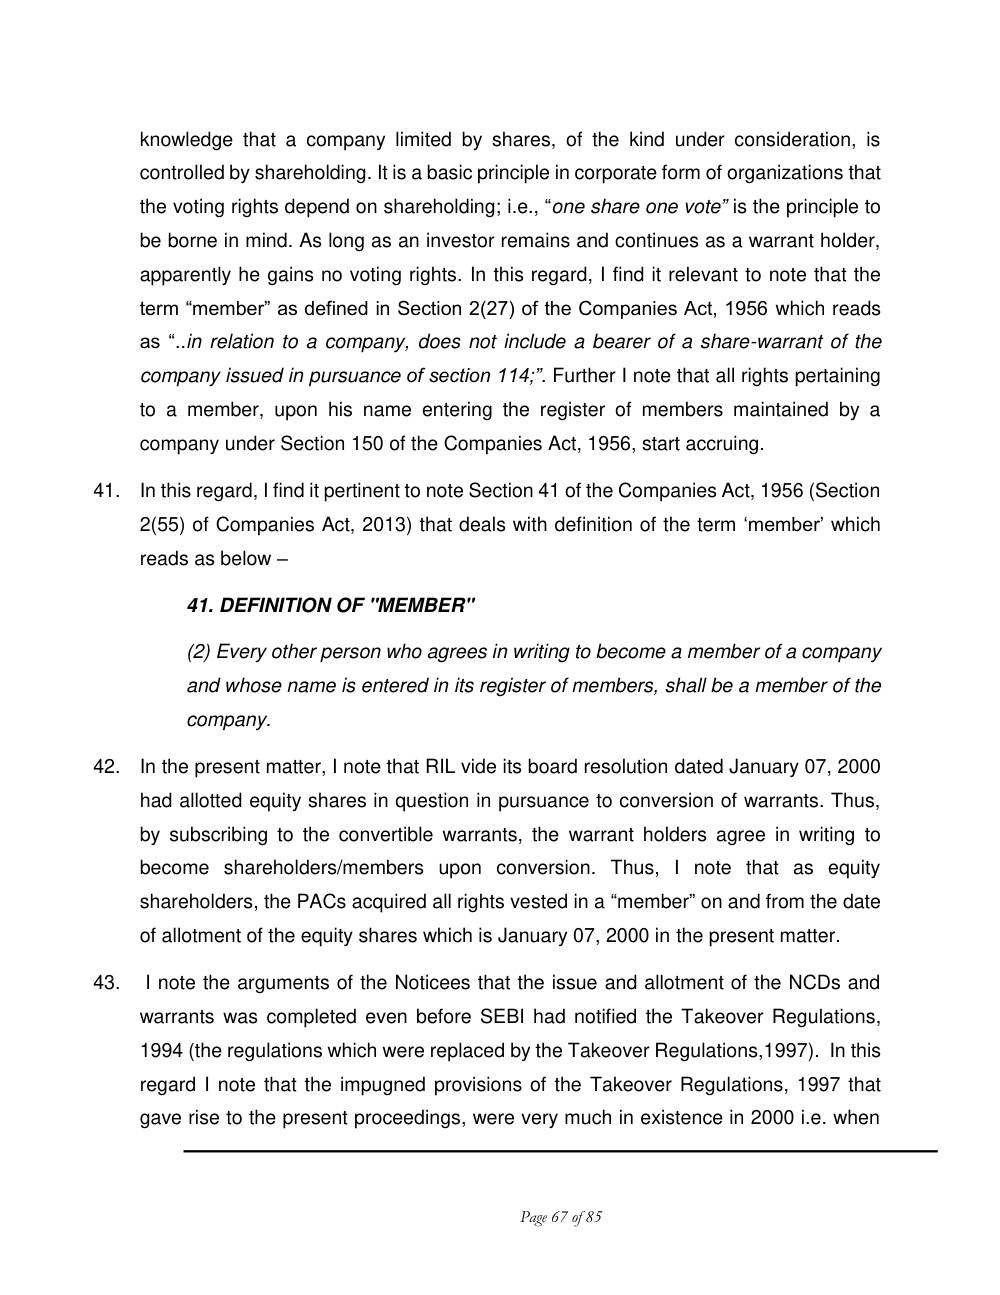 knowledge that a company limited by shares, of the kind under consideration, is
controlled by shareholding. It is a basic principle in corporate form of organizations that
the voting rights depend on shareholding; i.e., “one share one vote” is the principle to
be borne in mind. As long as an investor remains and continues as a warrant holder,
apparently he gains no voting rights. In this regard, I find it relevant to note that the
term “member” as defined in Section 2(27) of the Companies Act, 1956 which reads
as “..in relation to a company, does not include a bearer of a share-warrant of the
company issued in pursuance of section 114;”. Further I note that all rights pertaining
to a member, upon his name entering the register of members maintained by a
company under Section 150 of the Companies Act, 1956, start accruing.
41. In this regard, I find it pertinent to note Section 41 of the Companies Act, 1956 (Section
2(55) of Companies Act, 2013) that deals with definition of the term ‘member’ which
reads as below –
41. DEFINITION OF "MEMBER"
(2) Every other person who agrees in writing to become a member of a company
and whose name is entered in its register of members, shall be a member of the
company.
42. In the present matter, I note that RIL vide its board resolution dated January 07, 2000
had allotted equity shares in question in pursuance to conversion of warrants. Thus,
by subscribing to the convertible warrants, the warrant holders agree in writing to
become shareholders/members upon conversion. Thus, I note that as equity
shareholders, the PACs acquired all rights vested in a “member” on and from the date
of allotment of the equity shares which is January 07, 2000 in the present matter.
43. I note the arguments of the Noticees that the issue and allotment of the NCDs and
warrants was completed even before SEBI had notified the Takeover Regulations,
1994 (the regulations which were replaced by the Takeover Regulations,1997). In this
regard I note that the impugned provisions of the Takeover Regulations, 1997 that
gave rise to the present proceedings, were very much in existence in 2000 i.e. when
Page 67 of 85